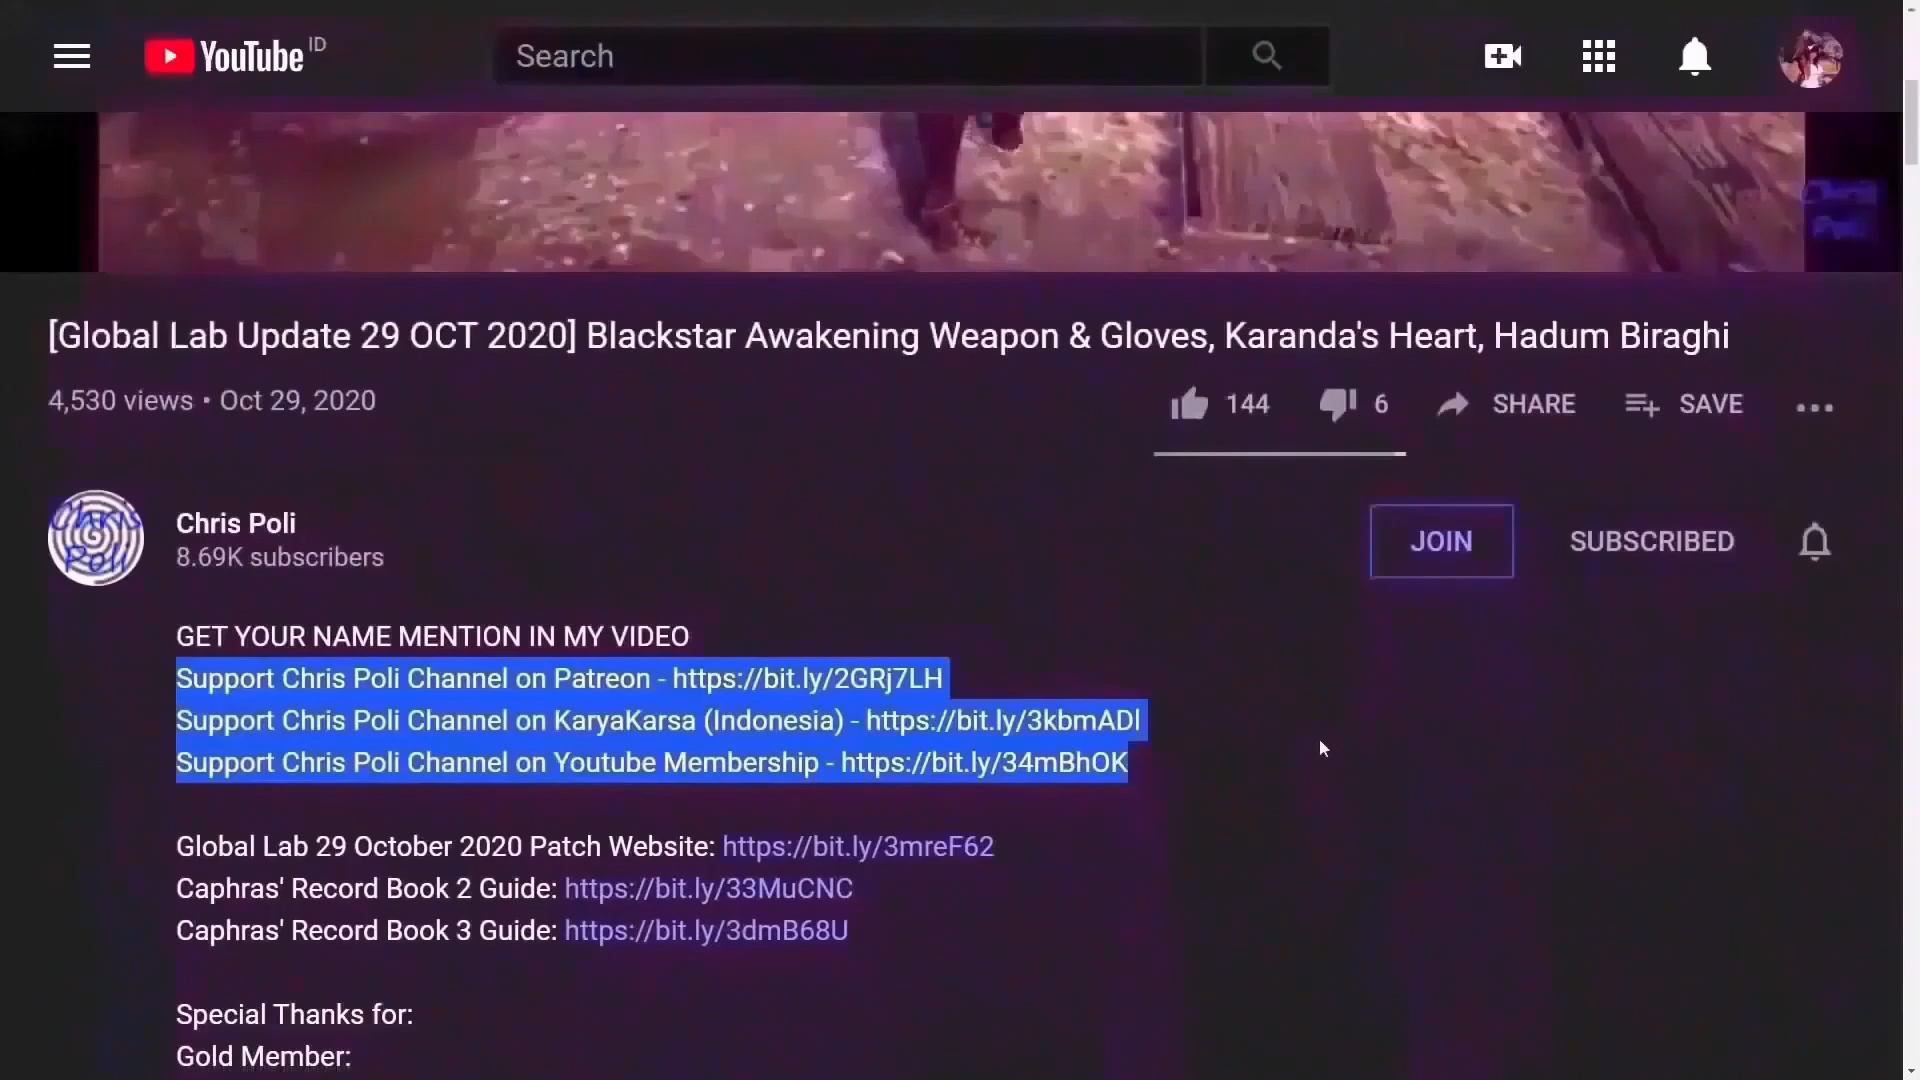 YouTube ID
Search
[Global Lab Update 29 OCT 2020] Blackstar Awakening Weapon & Gloves, Karanda's Heart, Hadum Biraghi
4,530 views • Oct 29, 2020
144
6
SHARE
SAVE
Chris Poli
Chris Poli
8.69K subscribers
JOIN
SUBSCRIBED
GET YOUR NAME MENTION IN MY VIDEO
Support Chris Poli Channel on Patreon - https://bit.ly/2GRj7LH
Support Chris Poli Channel on KaryaKarsa (Indonesia) - https://bit.ly/3kbmADl
Support Chris Poli Channel on Youtube Membership - https://bit.ly/34mBhOK
Global Lab 29 October 2020 Patch Website: https://bit.ly/3mreF62
Caphras' Record Book 2 Guide: https://bit.ly/33MuCNC
Caphras' Record Book 3 Guide: https://bit.ly/3dmB68U
Special Thanks for:
Gold Member: